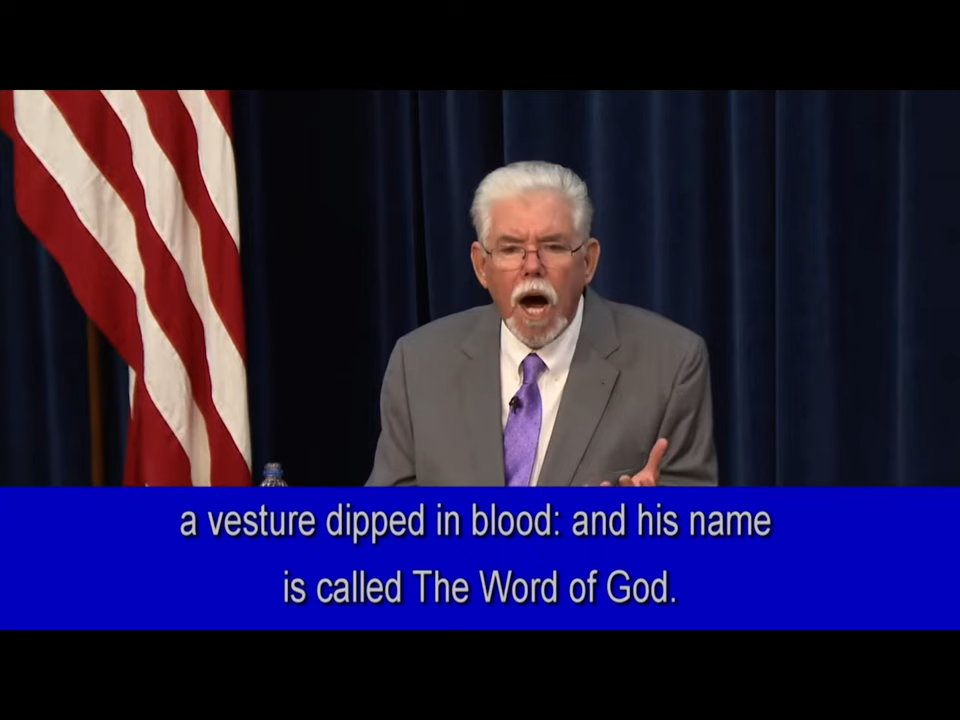 a vesture dipped in blood: and his name
is called The Word of God.